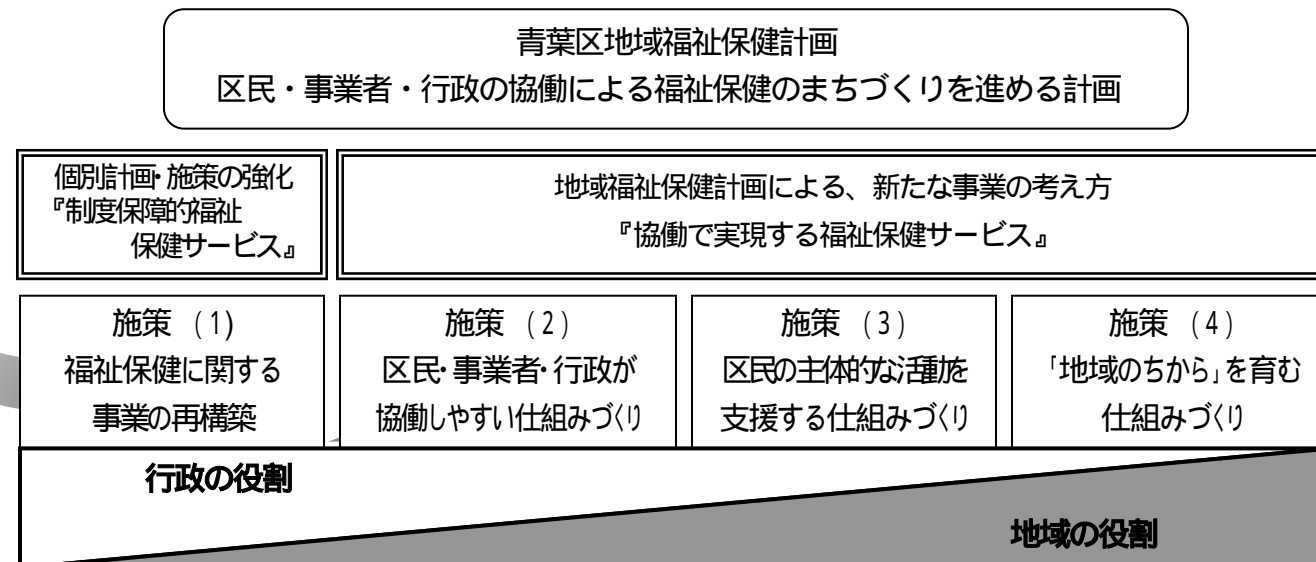 青葉区地域福祉保健計画
区民・事業者・行政の協働による福祉保健のまちづくりを進める計画
個別計画・施策の強化
『制度保障的福祉
保健サービス』
地域福祉保健計画による、新たな事業の考え方
『協働で実現する福祉保健サービス』
施策 (1)
福祉保健に関する
事業の再構築
施策 (2)
区民・事業者・行政が
協働しやすい仕組みづくり
施策 (3)
区民の主体的な活動を
支援する仕組みづくり
施策 (4)
「地域のちから」を育む
仕組みづくり
行政の役割
地域の役割